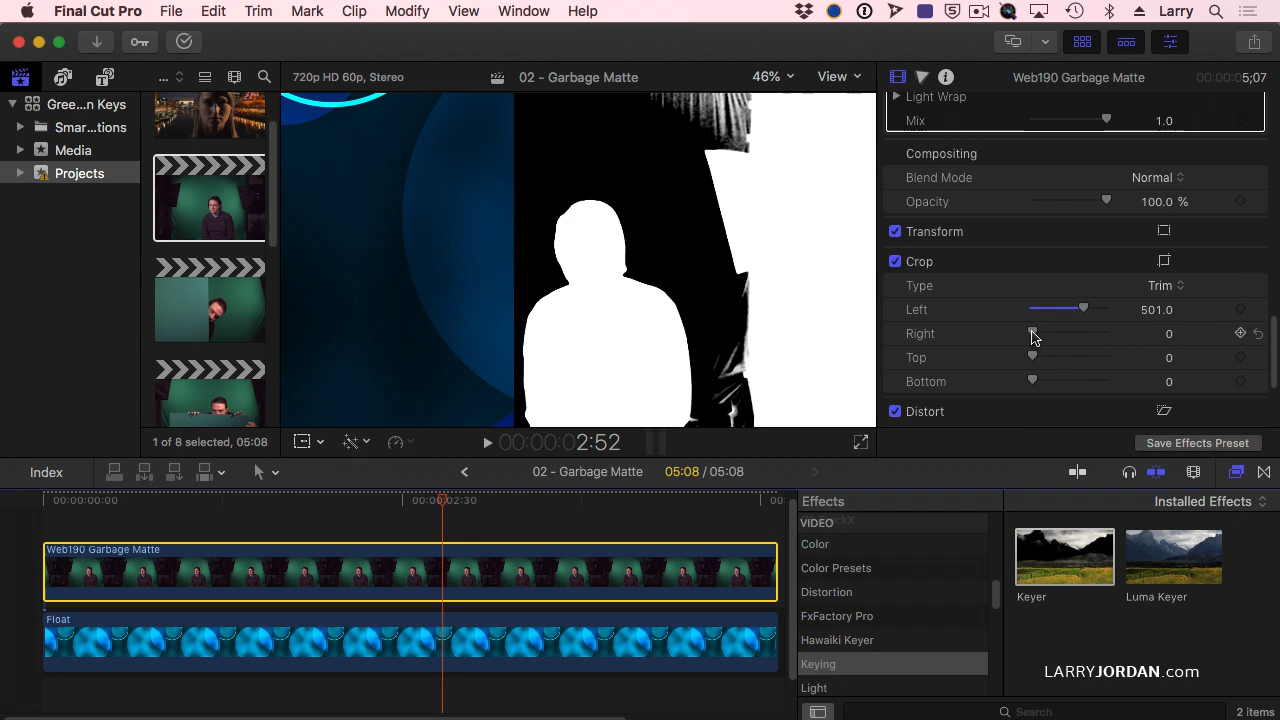 Final Cut Pro File Edit Trim Mark Clip Modify View Window Help Larry
... 720p HD 60p, Stereo 02 - Garbage Matte 46% View Web190 Garbage Matte 00:00:05;07
Gree...n Keys
Smar...tions
Media
Projects
Light Wrap
Mix 1.0
Compositing
Blend Mode Normal
Opacity 100.0 %
Transform
Crop
Type Trim
Left 501.0
Right 0
Top 0
Bottom 0
Distort
1 of 8 selected, 05:08 00:00:02:52 Save Effects Preset
Index 02 - Garbage Matte 05:08 / 05:08
00:00:00:00 00:00:02:30 00
Effects Installed Effects
VIDEO
Color
Color Presets
Distortion
FxFactory Pro
Hawaiki Keyer
Keying
Light
Web190 Garbage Matte
Float
Keyer Luma Keyer
LARRYJORDAN.com
Search 2 items